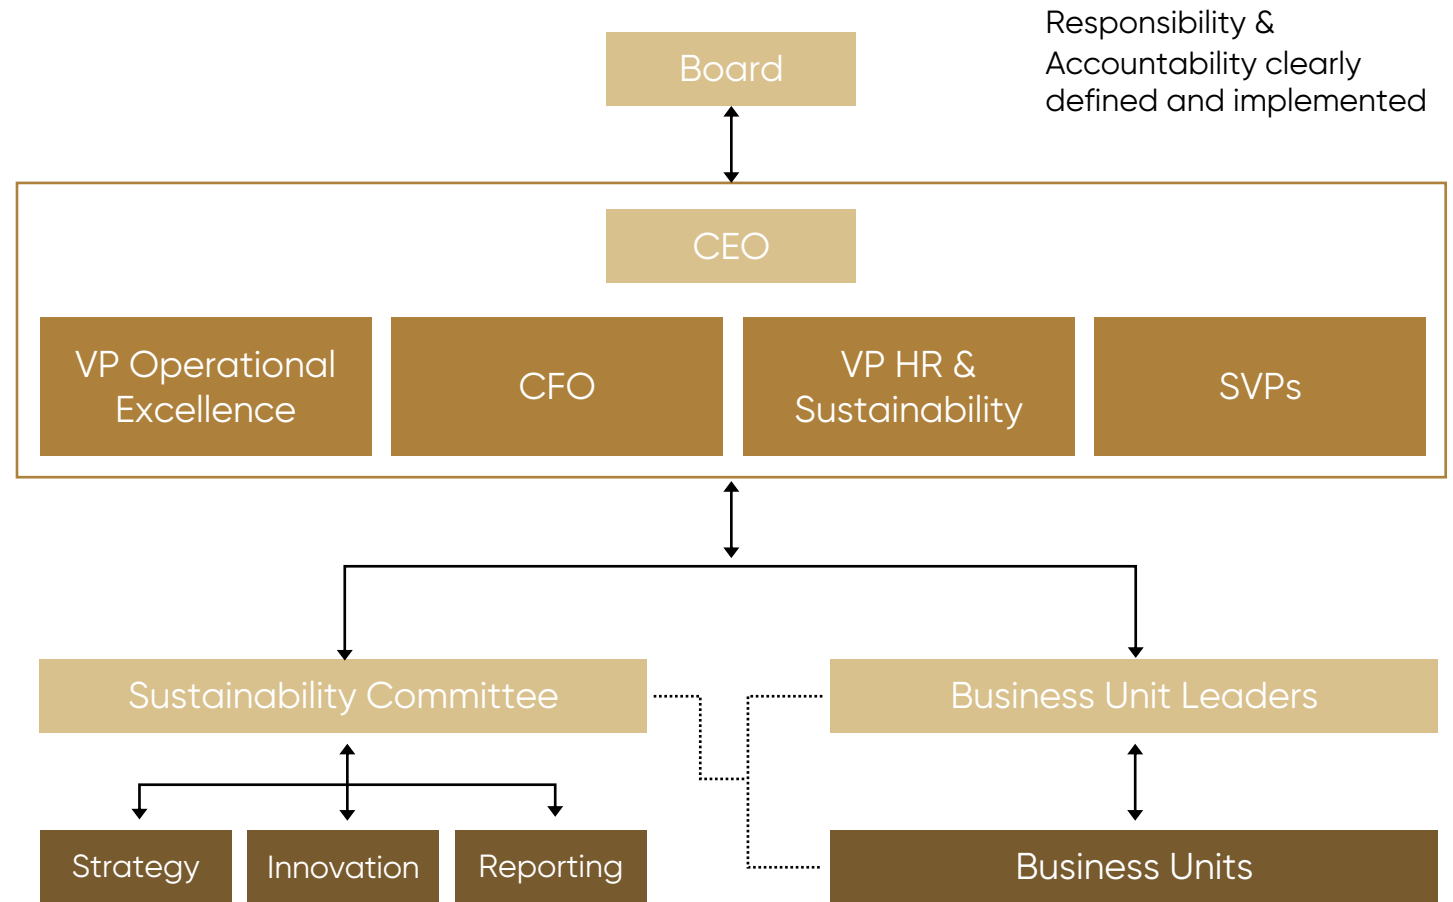 Responsibility &
Accountability clearly
defined and implemented
Board
CEO
VP Operational
Excellence
CFO
VP HR &
Sustainability
SVPs
Sustainability Committee
Business Unit Leaders
Strategy
Innovation
Reporting
Business Units